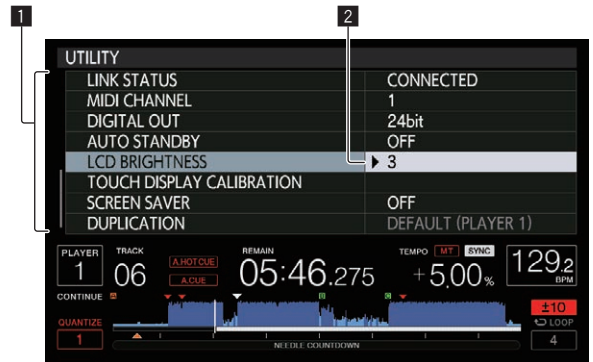 1 2
UTILITY
LINK STATUS CONNECTED
MIDI CHANNEL 1
DIGITAL OUT 24bit
AUTO STANDBY OFF
LCD BRIGHTNESS 3
TOUCH DISPLAY CALIBRATION
SCREEN SAVER OFF
DUPLICATION DEFAULT (PLAYER 1)
PLAYER TRACK REMAIN TEMPO MT SYNC
1 06 A.HOT CUE A.CUE 05:46.275 +5.00% 129.2 BPM
CONTINUE A B C
±10
QUANTIZE LOOP
1 NEEDLE COUNTDOWN 4